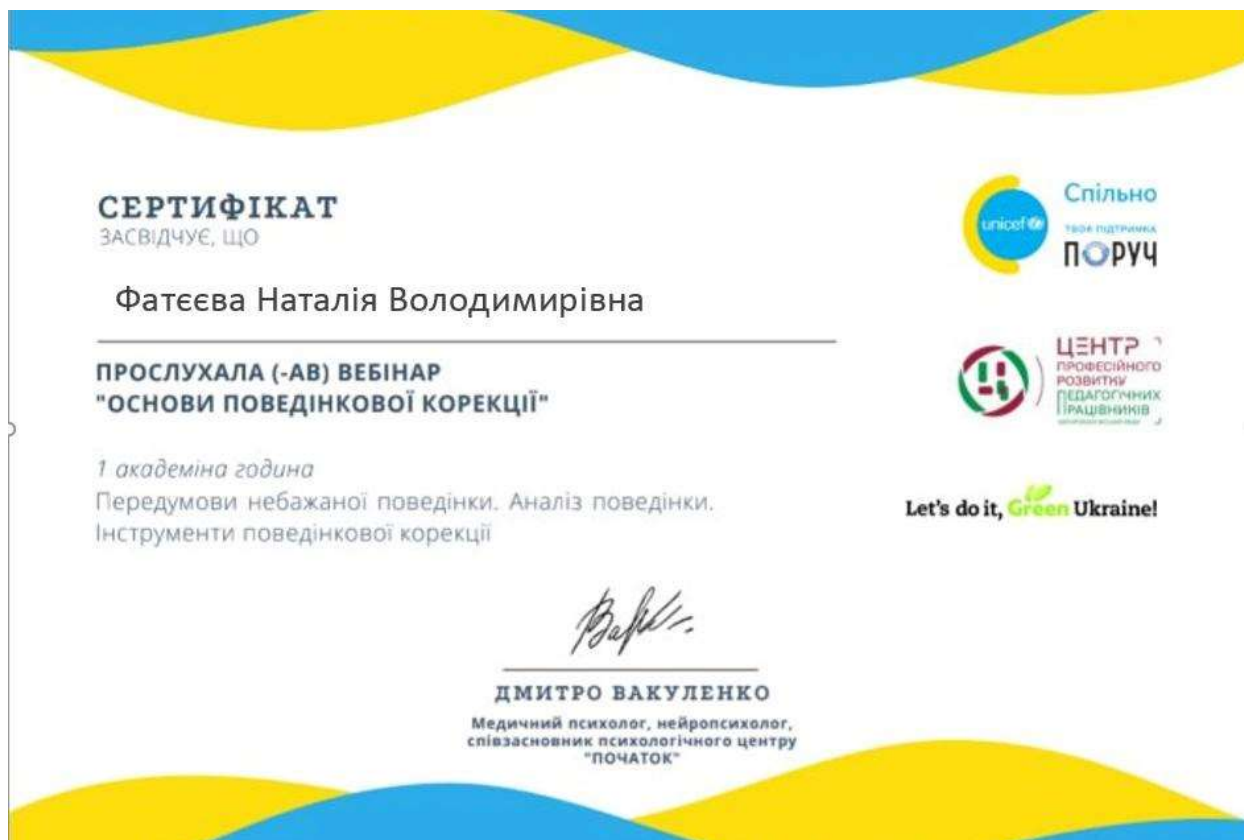 СЕРТИФІКАТ
ЗАСВІДЧУЄ, ЩО
Фатєєва Наталія Володимирівна
ПРОСЛУХАЛА (-АВ) ВЕБІНАР
"ОСНОВИ ПОВЕДІНКОВОЇ КОРЕКЦІЇ"
1 академіна година
Передумови небажаної поведінки. Аналіз поведінки.
Інструменти поведінкової корекції
ДМИТРО ВАКУЛЕНКО
Медичний психолог, нейропсихолог,
співзасновник психологічного центру
"ПОЧАТОК"
unicef
Спільно
ТВОЯ ПІДТРИМКА
ПОРУЧ
ЦЕНТР
ПРОФЕСІЙНОГО
РОЗВИТКУ
ПЕДАГОГІЧНИХ
ПРАЦІВНИКІВ
Let's do it, Green Ukraine!